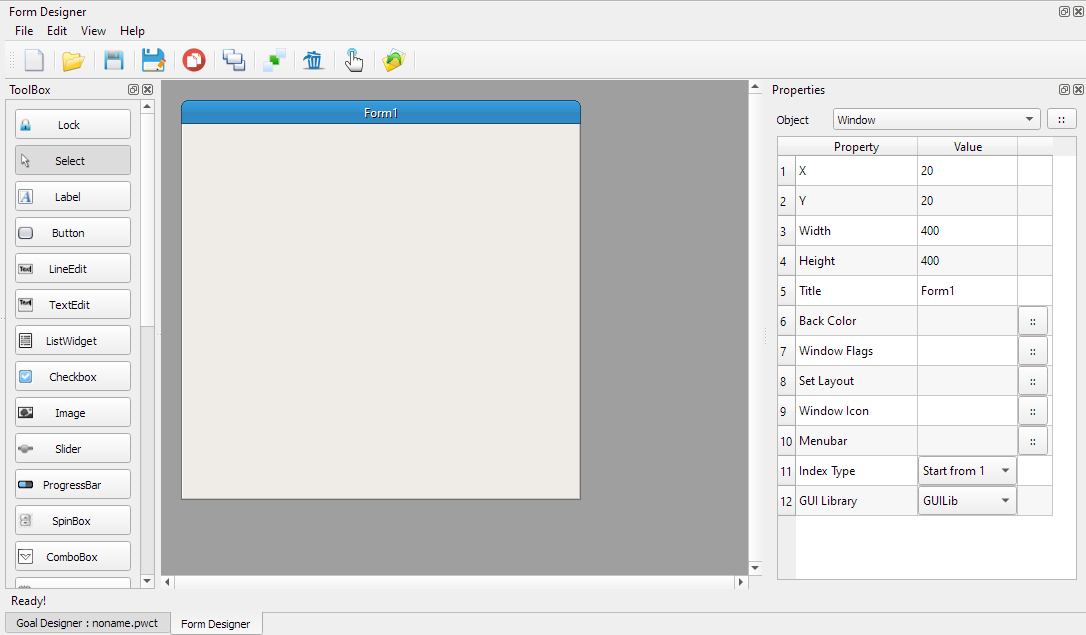 Form Designer
File Edit View Help
ToolBox
Lock
Select
Label
Button
LineEdit
TextEdit
ListWidget
Checkbox
Image
Slider
ProgressBar
SpinBox
ComboBox
Form1
Properties
Object Window ::
Property Value
1 X 20
2 Y 20
3 Width 400
4 Height 400
5 Title Form1
6 Back Color ::
7 Window Flags ::
8 Set Layout ::
9 Window Icon ::
10 Menubar ::
11 Index Type Start from 1
12 GUI Library GUILib
Ready!
Goal Designer : noname.pwct Form Designer